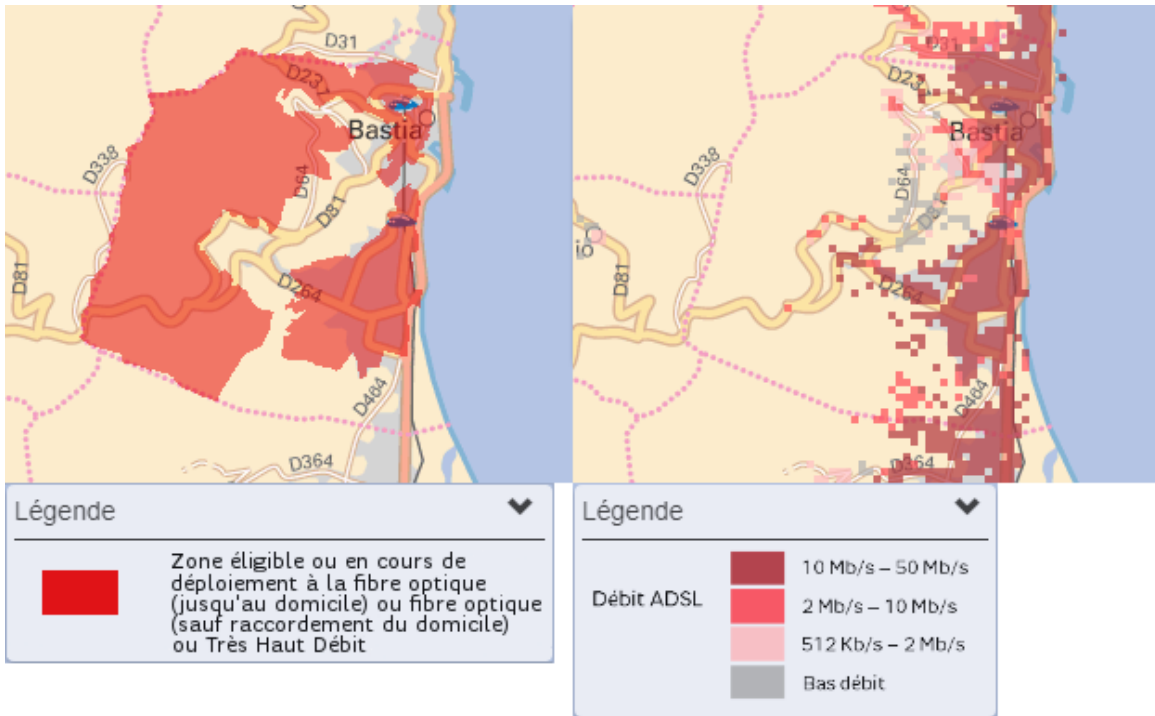 D31
D237
Bastia
D338
D64
D81
D81
D264
D464
D364
D31
Bastia
D338
D64
D81
D81
D264
D464
D364
Légende
Zone éligible ou en cours de
déploiement à la fibre optique
(jusqu'au domicile) ou fibre optique
(sauf raccordement du domicile)
ou Très Haut Débit
Légende
Débit ADSL
10 Mb/s – 50 Mb/s
2 Mb/s – 10 Mb/s
512 Kb/s – 2 Mb/s
Bas débit